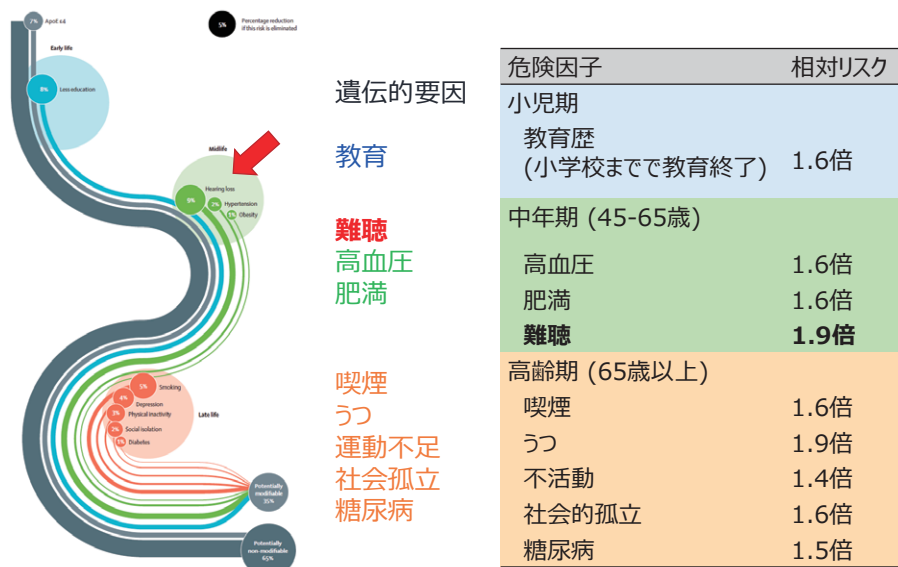 7%
ApoE ε4
5%
Percentage reduction
if this risk is eliminated
Early life
8%
Less education
Midlife
Hearing loss
9%
2%
Hypertension
1%
Obesity
5%
Smoking
4%
Depression
3%
Physical inactivity
2%
Social isolation
1%
Diabetes
Late life
Potentially
modifiable
35%
Potentially
non-modifiable
65%
遺伝的要因
教育
難聴
高血圧
肥満
喫煙
うつ
運動不足
社会孤立
糖尿病
危険因子 相対リスク
小児期
教育歴
(小学校までで教育終了) 1.6倍
中年期 (45-65歳)
高血圧 1.6倍
肥満 1.6倍
難聴 1.9倍
高齢期 (65歳以上)
喫煙 1.6倍
うつ 1.9倍
不活動 1.4倍
社会的孤立 1.6倍
糖尿病 1.5倍